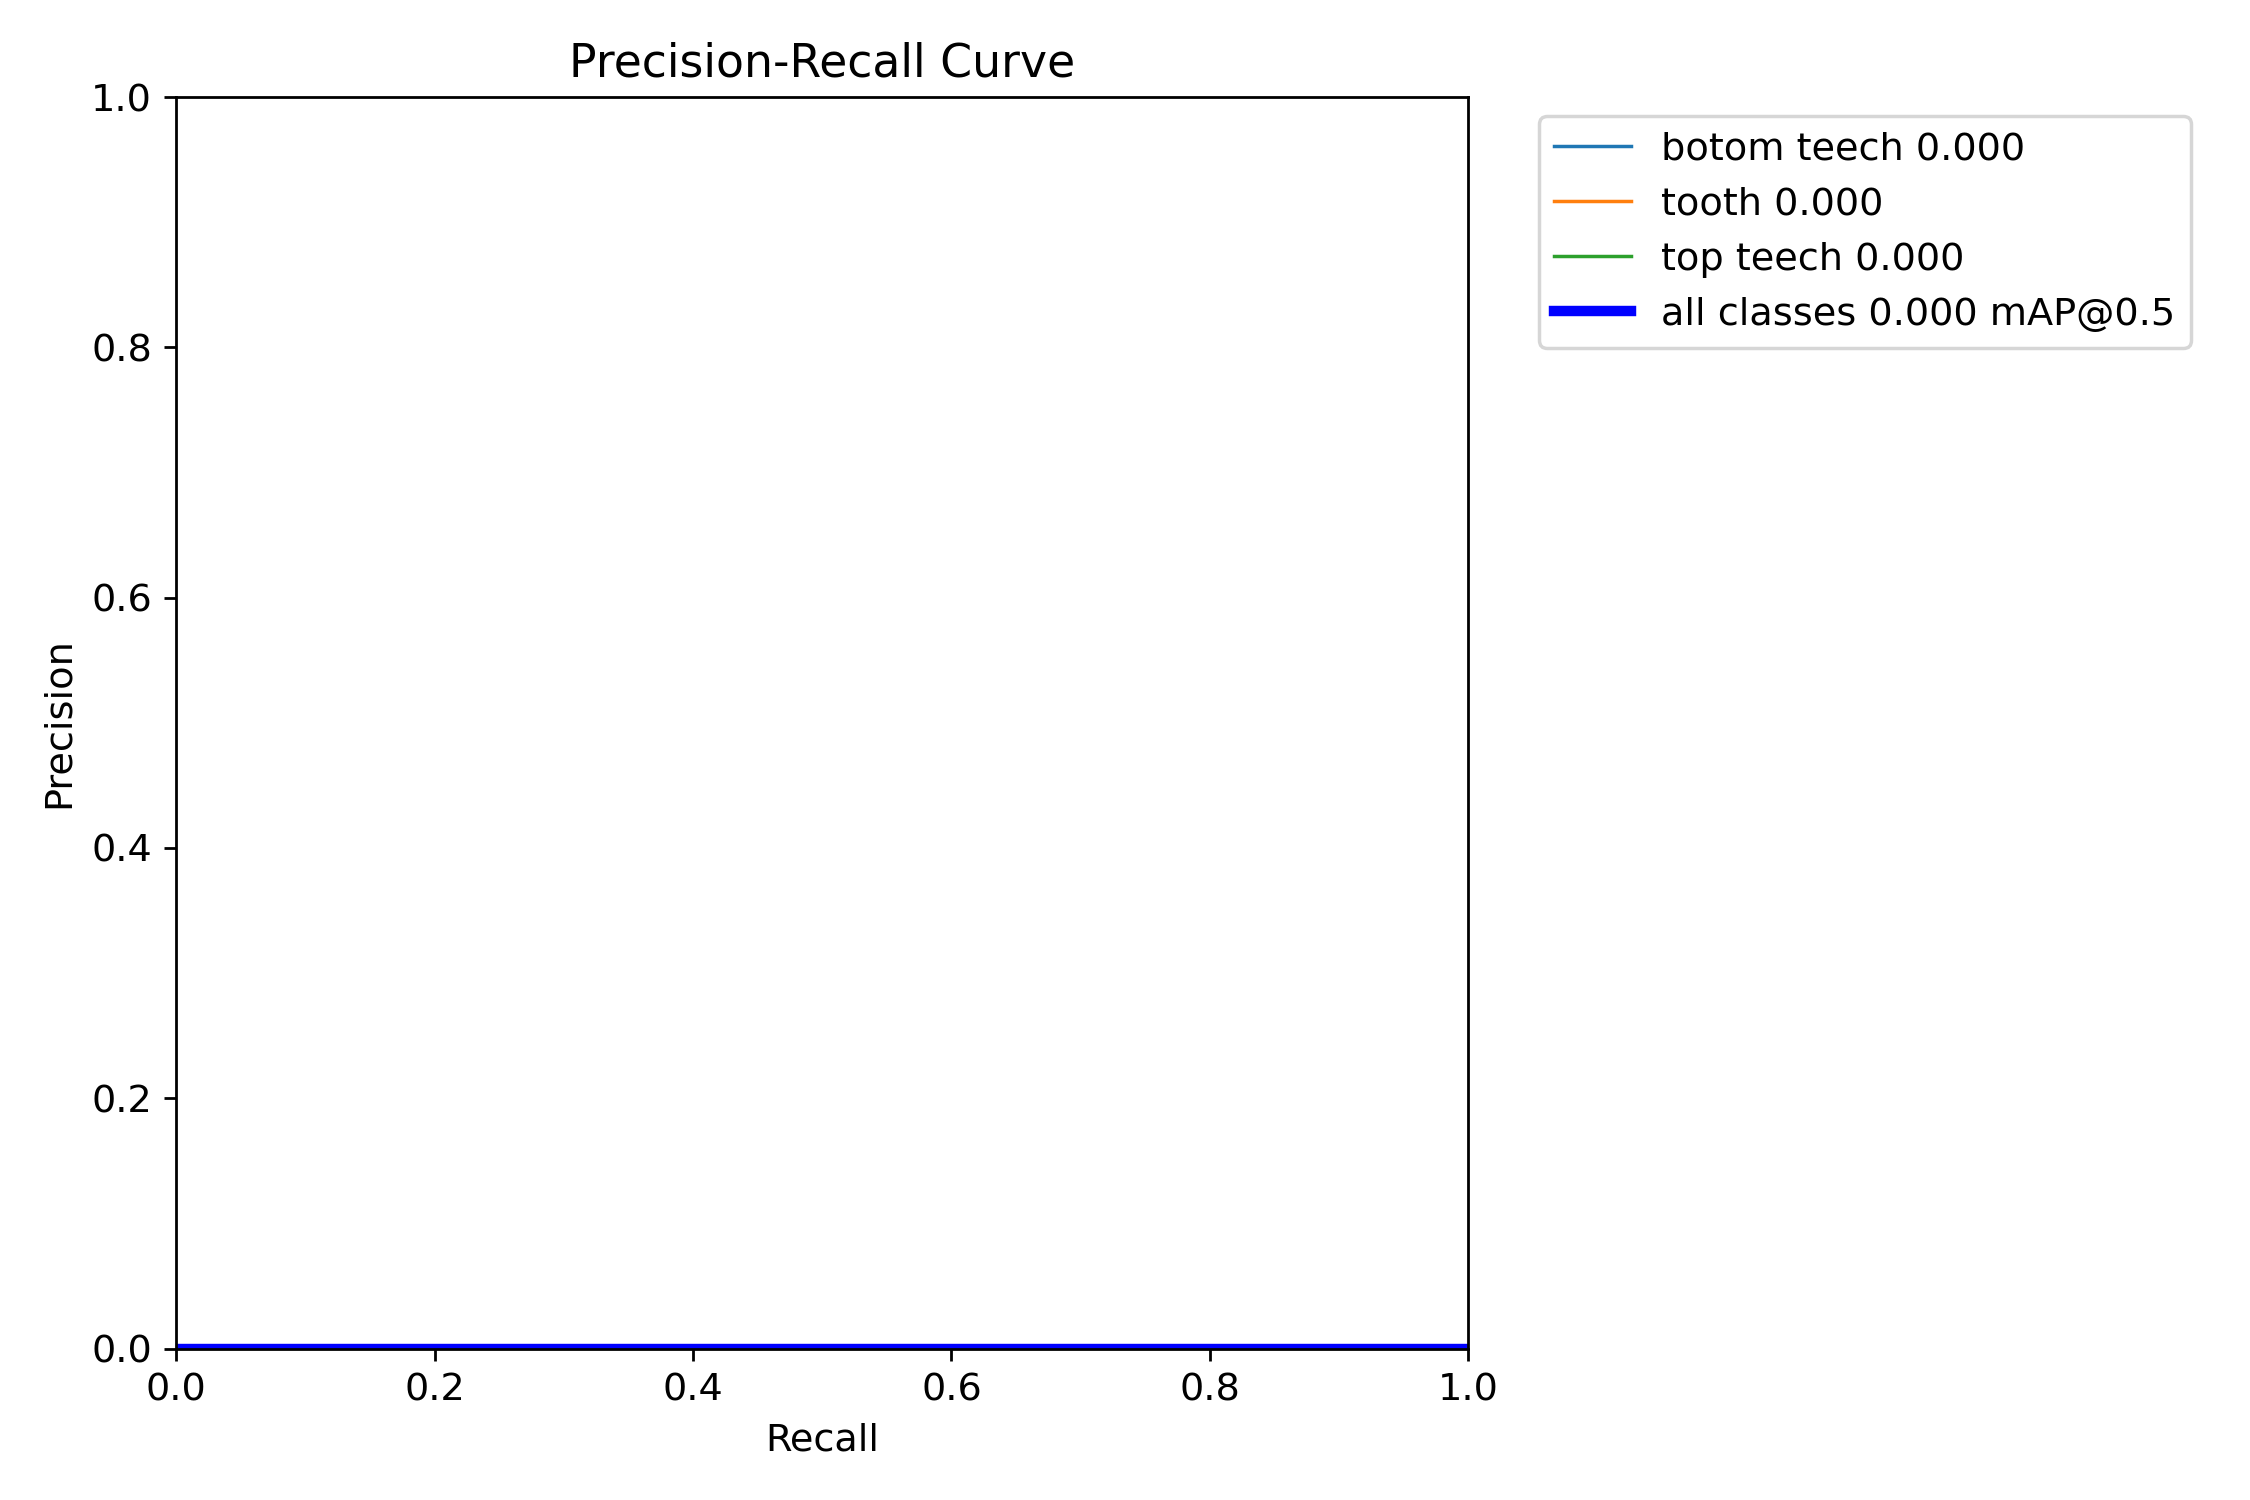 Precision-Recall Curve
1.0
0.8
0.6
0.4
0.2
0.0
Precision
0.0 0.2 0.4 0.6 0.8 1.0
Recall
botom teech 0.000
tooth 0.000
top teech 0.000
all classes 0.000 mAP@0.5